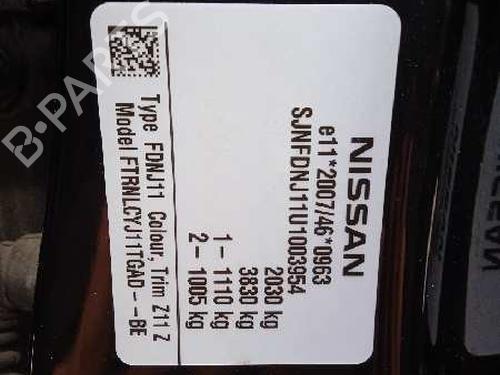 NISSAN
e11*2007/46*0963
SJNFDNJ11U1003954
2030 kg
3830 kg
1 - 1110 kg
2 - 1005 kg
Type FDNJ11 Colour, Trim Z11 Z
Model FTRNLCYJ11TGAD - -BE
B-PARTS